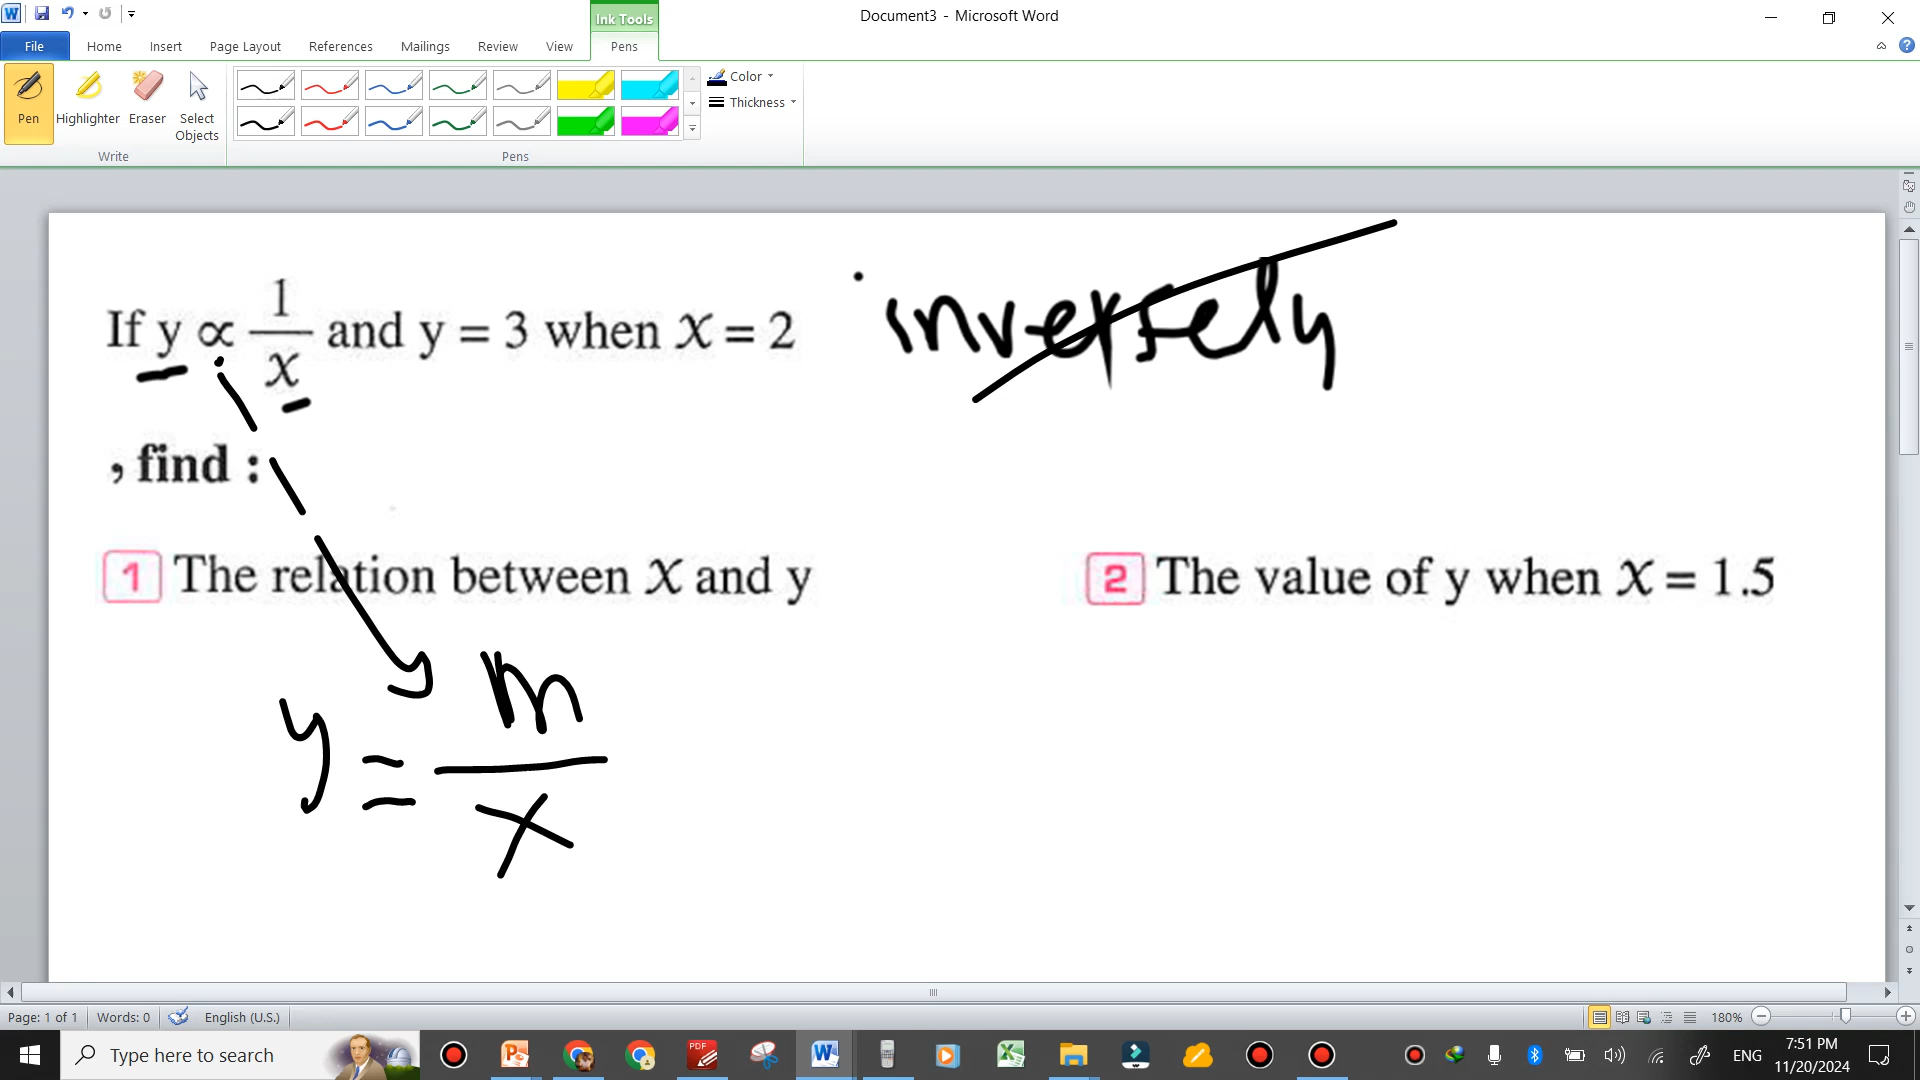 Document3 - Microsoft Word
Ink Tools
File Home Insert Page Layout References Mailings Review View Pens
Pen Highlighter Eraser Select Objects
Color
Thickness
Write Pens
If y ∝ 1/x and y = 3 when x = 2 inversely
, find :
1 The relation between x and y 2 The value of y when x = 1.5
y = m/x
Page: 1 of 1 Words: 0 English (U.S.) 180%
Type here to search PDF ENG 7:51 PM
11/20/2024